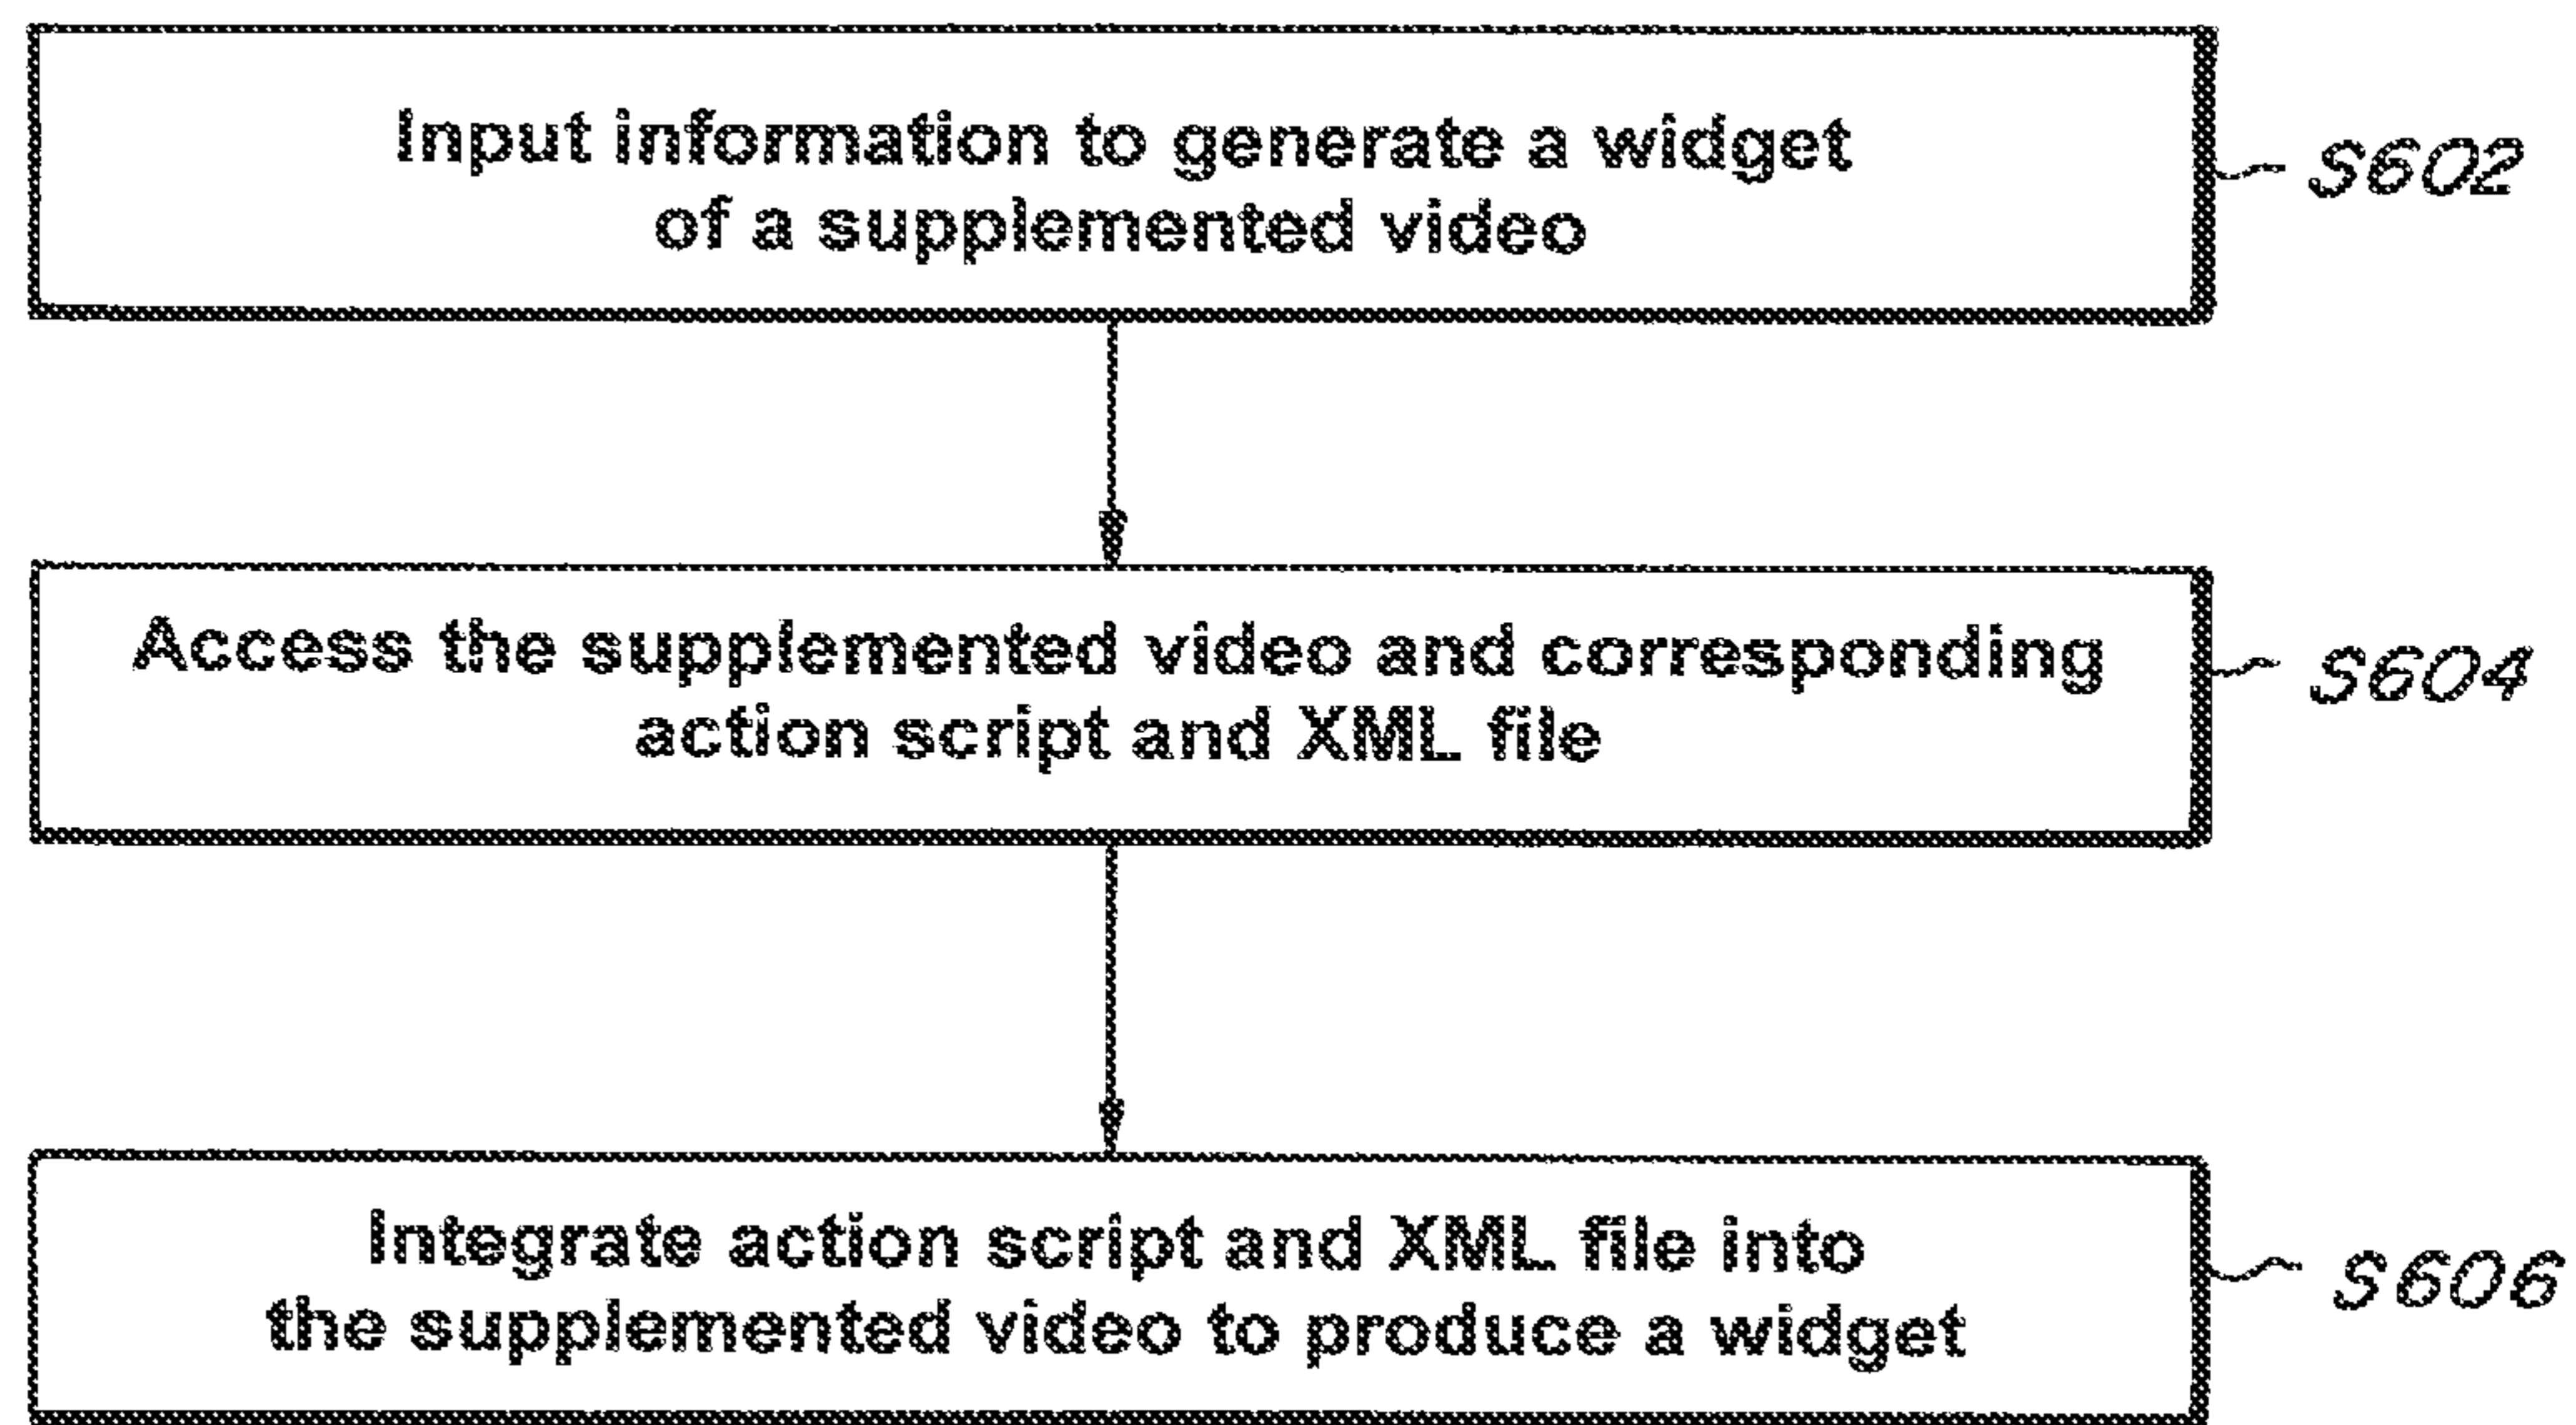 Input information to generate a widget
of a supplemented video
S602
Access the supplemented video and corresponding
action script and XML file
S604
Integrate action script and XML file into
the supplemented video to produce a widget
S606